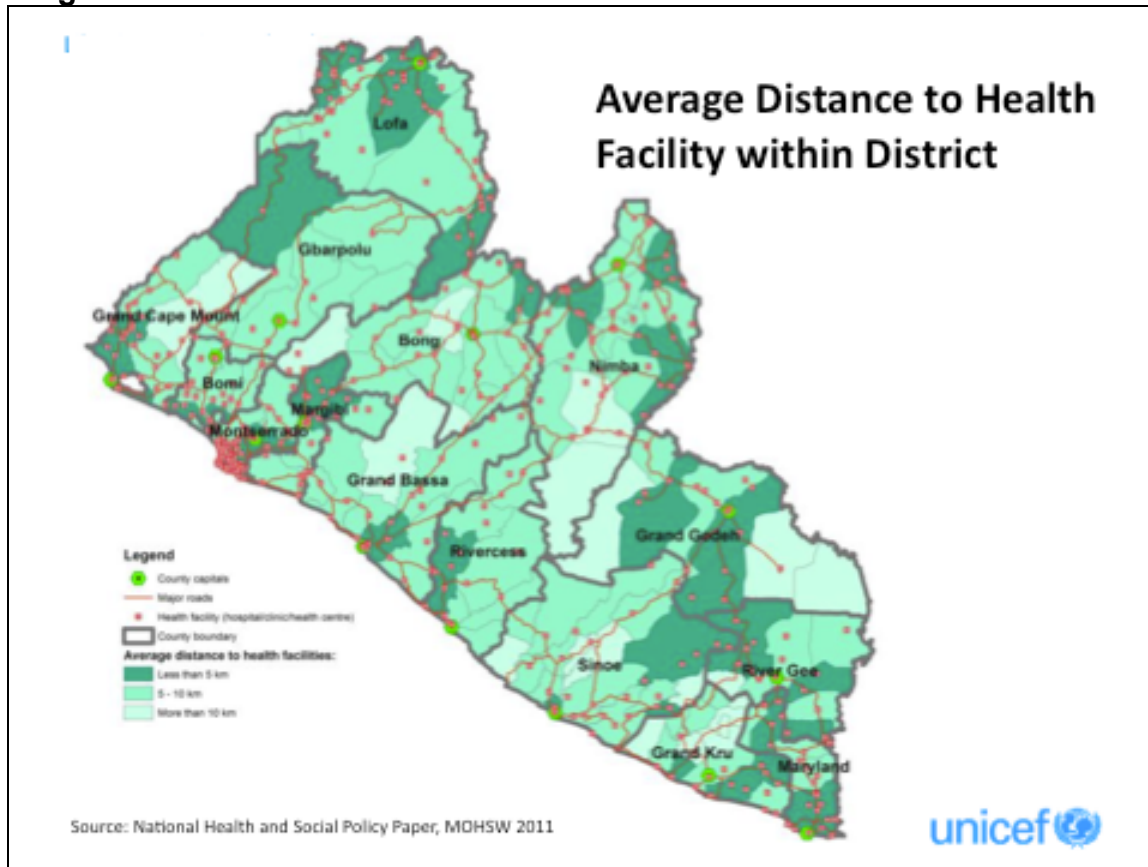 Average Distance to Health
Facility within District
Lofa
Gbarpolu
Grand Cape Mount
Bong
Nimba
Bomi
Margibi
Montserrado
Grand Bassa
Grand Gedeh
Rivercess
Sinoe
River Gee
Grand Kru
Maryland
Legend
County capitals
Major roads
Health facility (hospital/clinic/health centre)
County boundary
Average distance to health facilities:
Less than 5 km
5 - 10 km
More than 10 km
Source: National Health and Social Policy Paper, MOHSW 2011
unicef